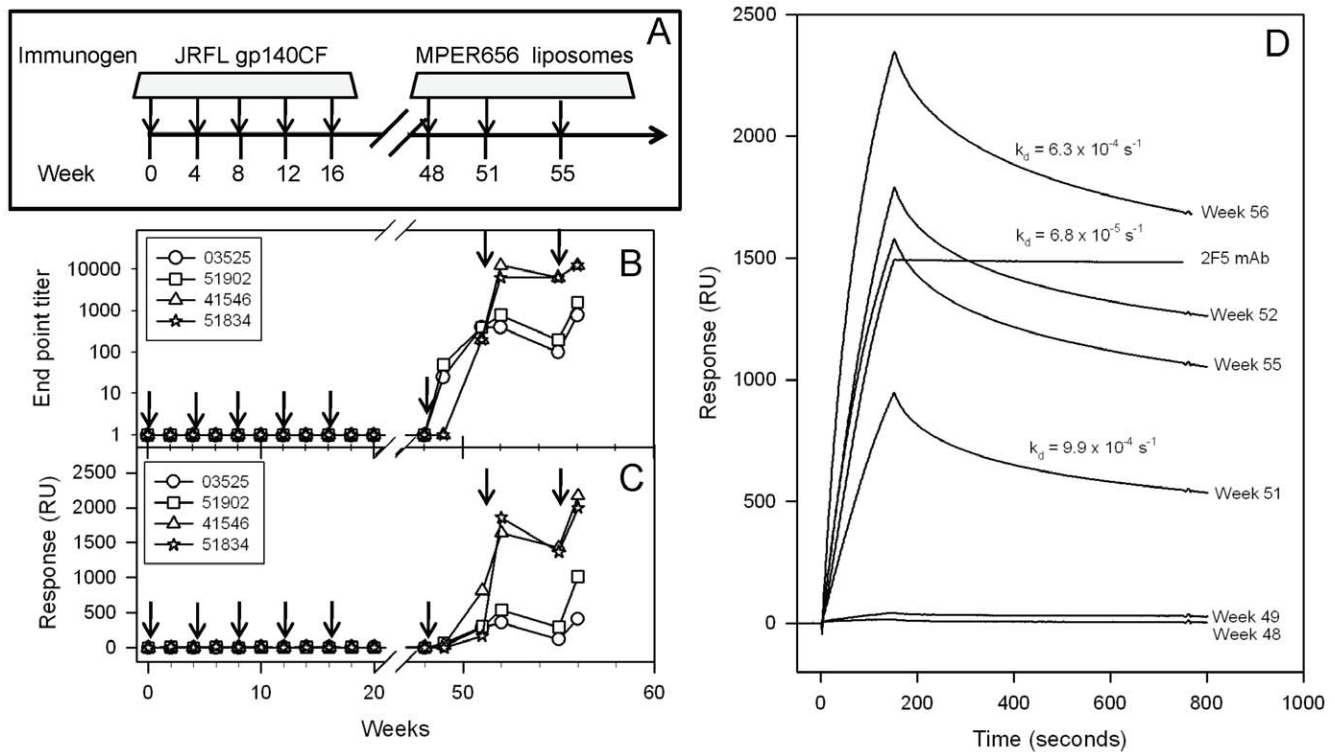 A
Immunogen JRFL gp140CF MPER656 liposomes
Week 0 4 8 12 16 48 51 55
B
03525
51902
41546
51834
End point titer
10000
1000
100
10
1
C
03525
51902
41546
51834
Response (RU)
2500
2000
1500
1000
500
0
0 10 20 50 60
Weeks
D
Response (RU)
2500
2000
1500
1000
500
0
k_d = 6.3 x 10⁻⁴ s⁻¹
Week 56
k_d = 6.8 x 10⁻⁵ s⁻¹
2F5 mAb
Week 52
Week 55
k_d = 9.9 x 10⁻⁴ s⁻¹
Week 51
Week 49
Week 48
0 200 400 600 800 1000
Time (seconds)